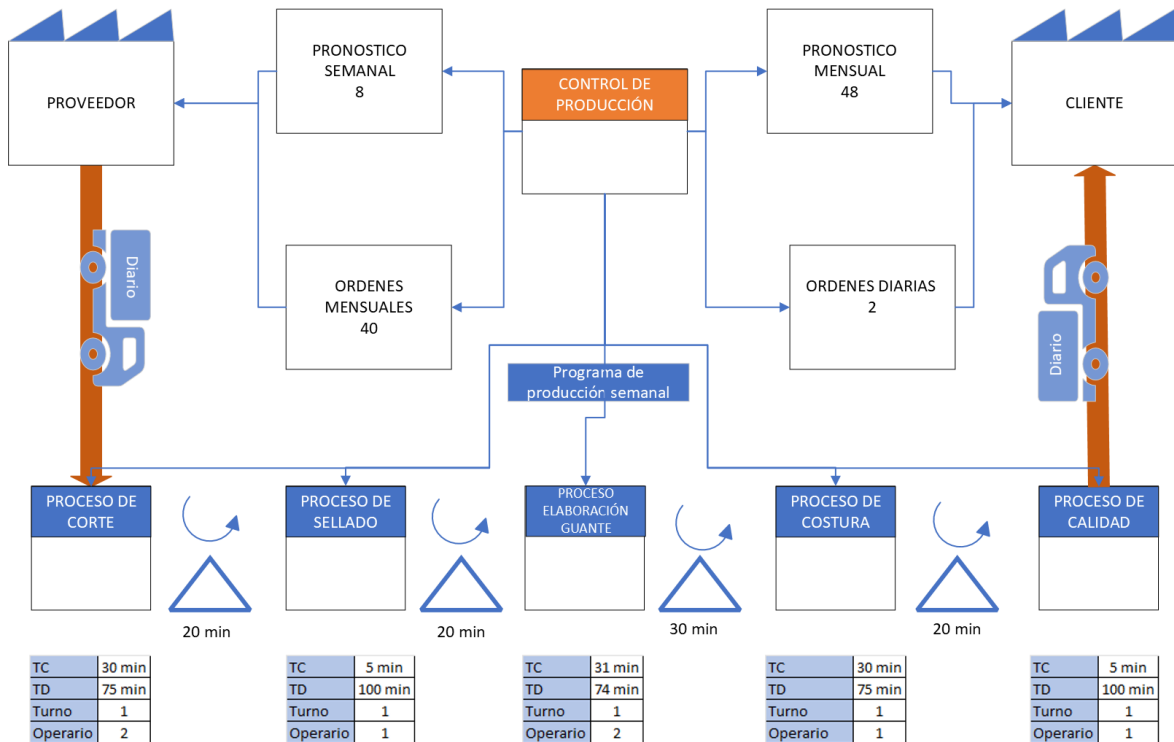 PROVEEDOR
PRONOSTICO
SEMANAL
8
CONTROL DE
PRODUCCIÓN
PRONOSTICO
MENSUAL
48
CLIENTE
Diario
ORDENES
MENSUALES
40
ORDENES DIARIAS
2
Diario
Programa de
producción semanal
PROCESO DE
CORTE
PROCESO DE
SELLADO
PROCESO
ELABORACIÓN
GUANTE
PROCESO DE
COSTURA
PROCESO DE
CALIDAD
20 min
20 min
30 min
20 min
TC 30 min
TD 75 min
Turno 1
Operario 2
TC 5 min
TD 100 min
Turno 1
Operario 1
TC 31 min
TD 74 min
Turno 1
Operario 2
TC 30 min
TD 75 min
Turno 1
Operario 1
TC 5 min
TD 100 min
Turno 1
Operario 1